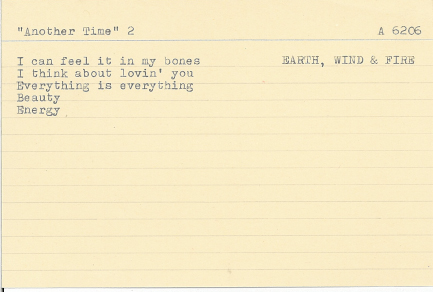 "Another Time" 2 A 6206
I can feel it in my bones EARTH, WIND & FIRE
I think about lovin' you
Everything is everything
Beauty
Energy